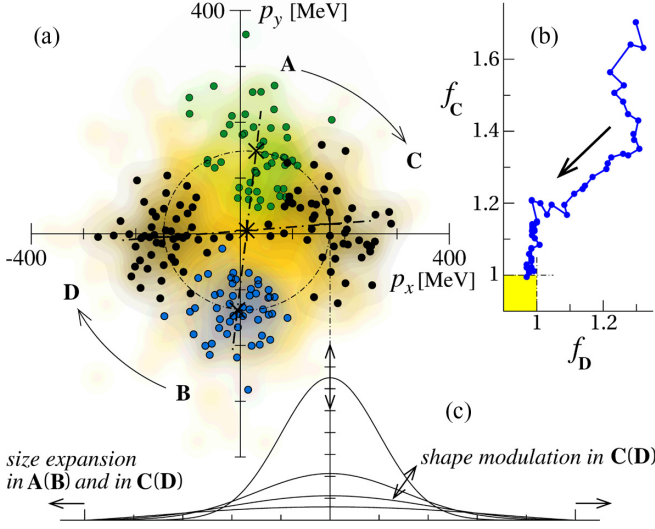 (a)
400
p_y [MeV]
A
C
-400
400
p_x [MeV]
D
B
(b)
1.6
f_C
1.4
1.2
1
1
1.2
f_D
(c)
size expansion
in A(B) and in C(D)
shape modulation in C(D)